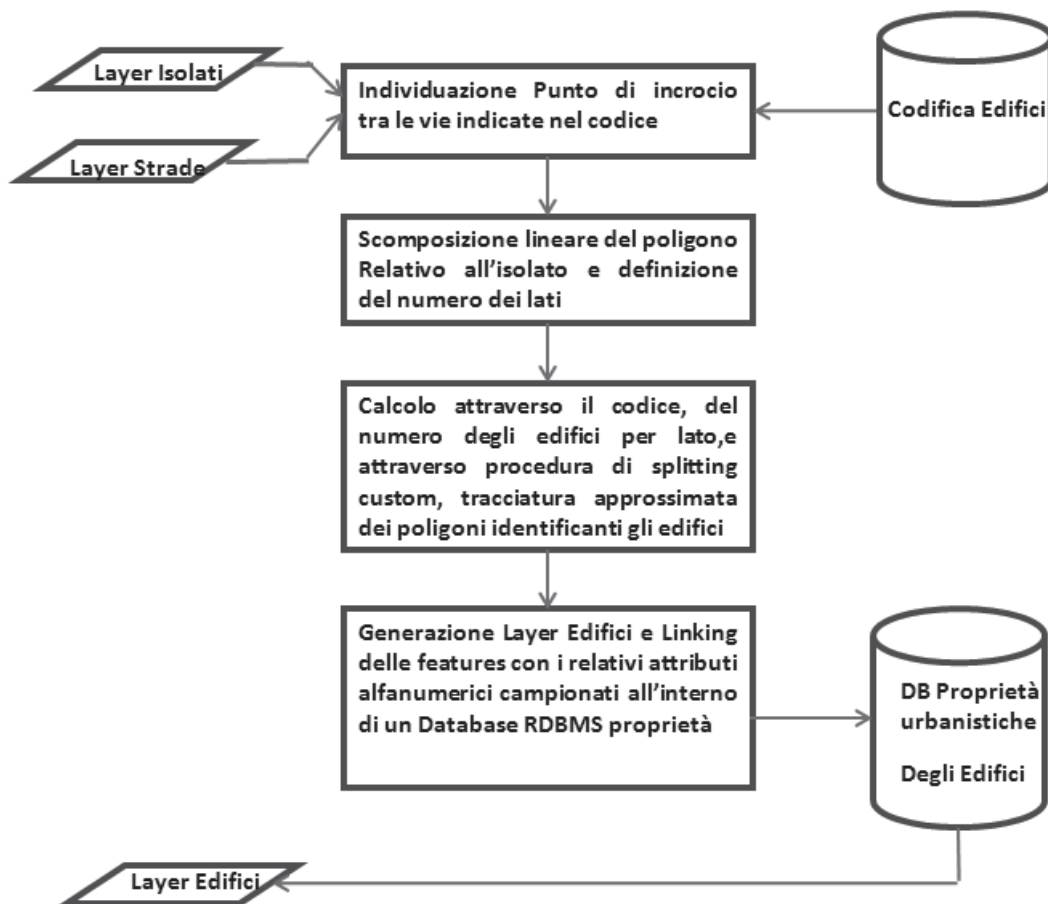 Layer Isolati
Layer Strade
Individuazione Punto di incrocio
tra le vie indicate nel codice
Codifica Edifici
Scomposizione lineare del poligono
Relativo all'isolato e definizione
del numero dei lati
Calcolo attraverso il codice, del
numero degli edifici per lato,e
attraverso procedura di splitting
custom, tracciatura approssimata
dei poligoni identificanti gli edifici
Generazione Layer Edifici e Linking
delle features con i relativi attributi
alfanumerici campionati all'interno
di un Database RDBMS proprietà
DB Proprietà
urbanistiche
Degli Edifici
Layer Edifici